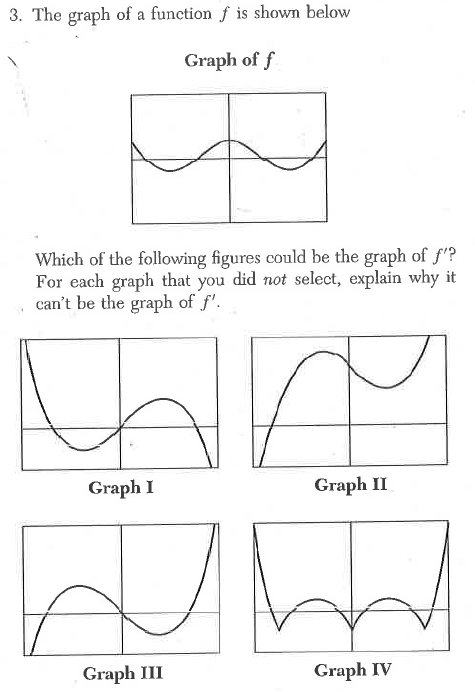 3. The graph of a function f is shown below
Graph of f
Which of the following figures could be the graph of f′?
For each graph that you did not select, explain why it
can't be the graph of f′.
Graph I
Graph II
Graph III
Graph IV